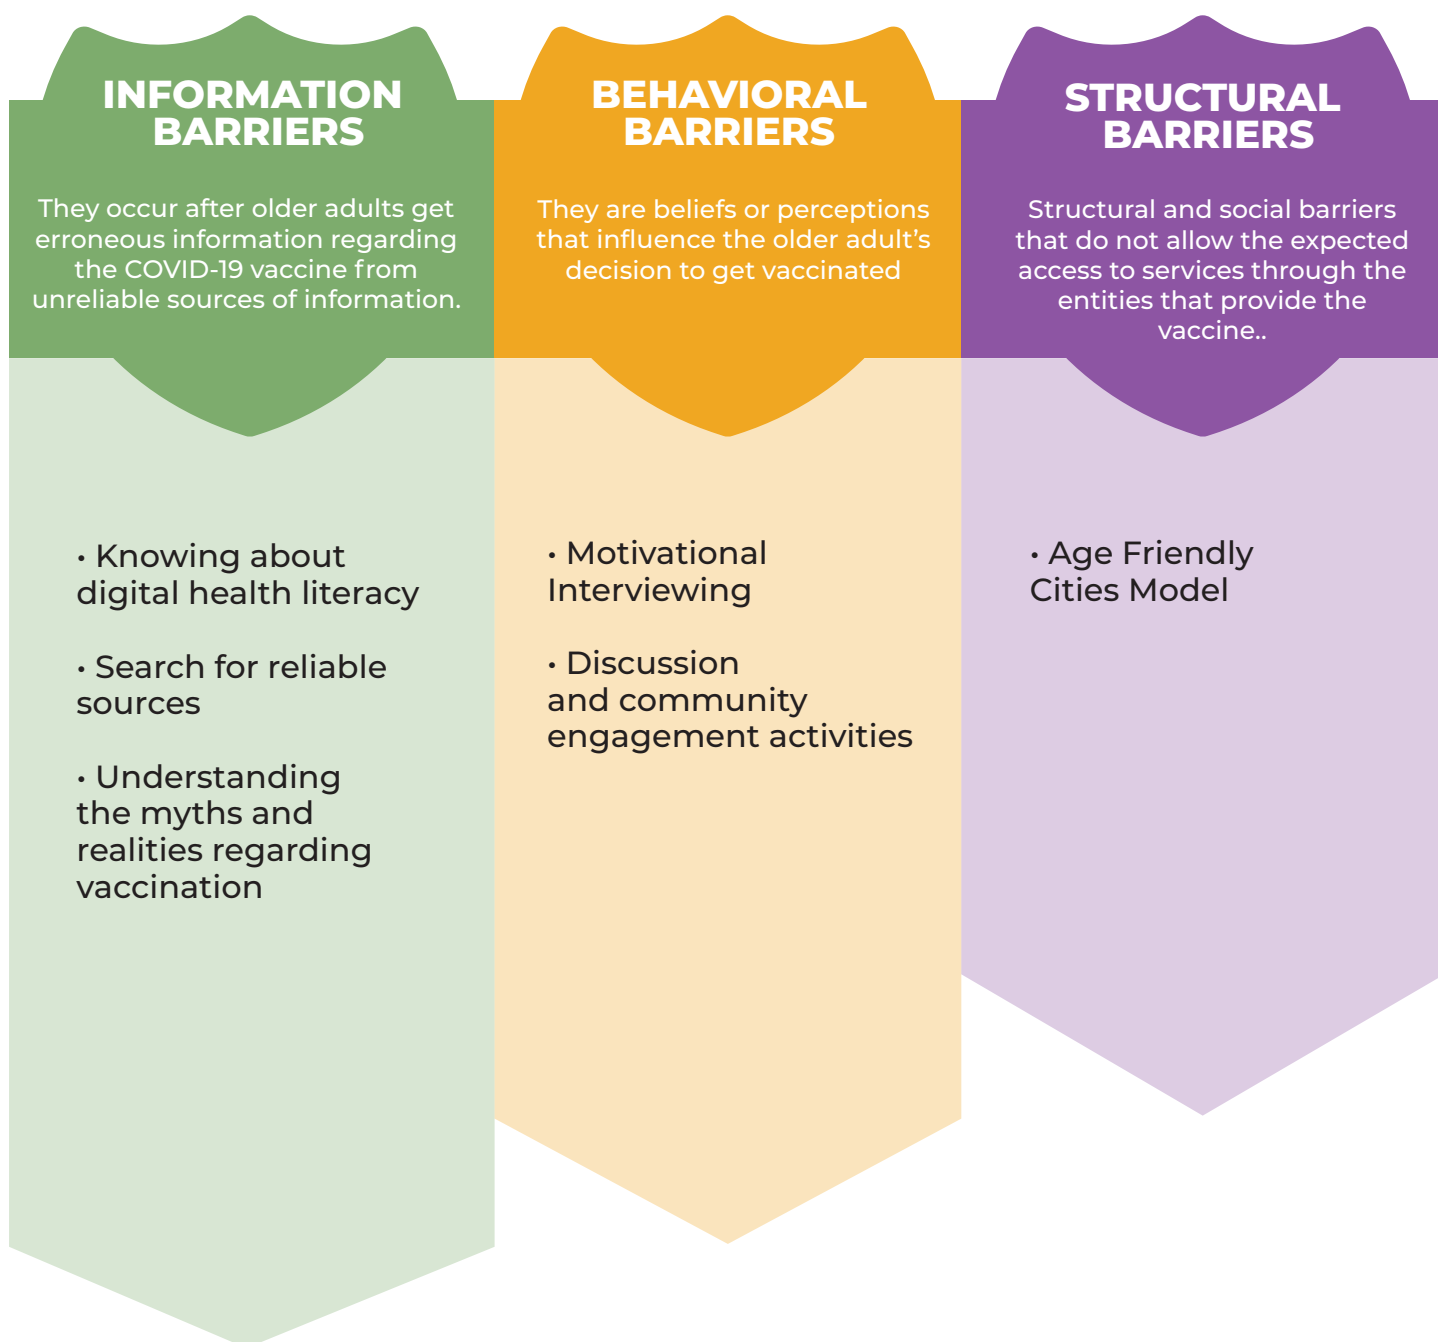 INFORMATION
BARRIERS
They occur after older adults get
erroneous information regarding
the COVID-19 vaccine from
unreliable sources of information.
• Knowing about
digital health literacy
• Search for reliable
sources
• Understanding
the myths and
realities regarding
vaccination
BEHAVIORAL
BARRIERS
They are beliefs or perceptions
that influence the older adult’s
decision to get vaccinated
• Motivational
Interviewing
• Discussion
and community
engagement activities
STRUCTURAL
BARRIERS
Structural and social barriers
that do not allow the expected
access to services through the
entities that provide the
vaccine..
• Age Friendly
Cities Model